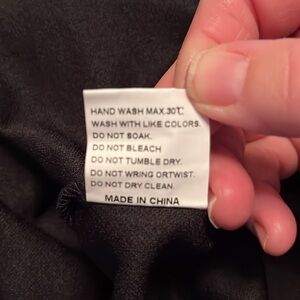 HAND WASH MAX.30℃
WASH WITH LIKE COLORS.
DO NOT SOAK.
DO NOT BLEACH
DO NOT TUMBLE DRY.
DO NOT WRING ORTWIST.
DO NOT DRY CLEAN.
MADE IN CHINA